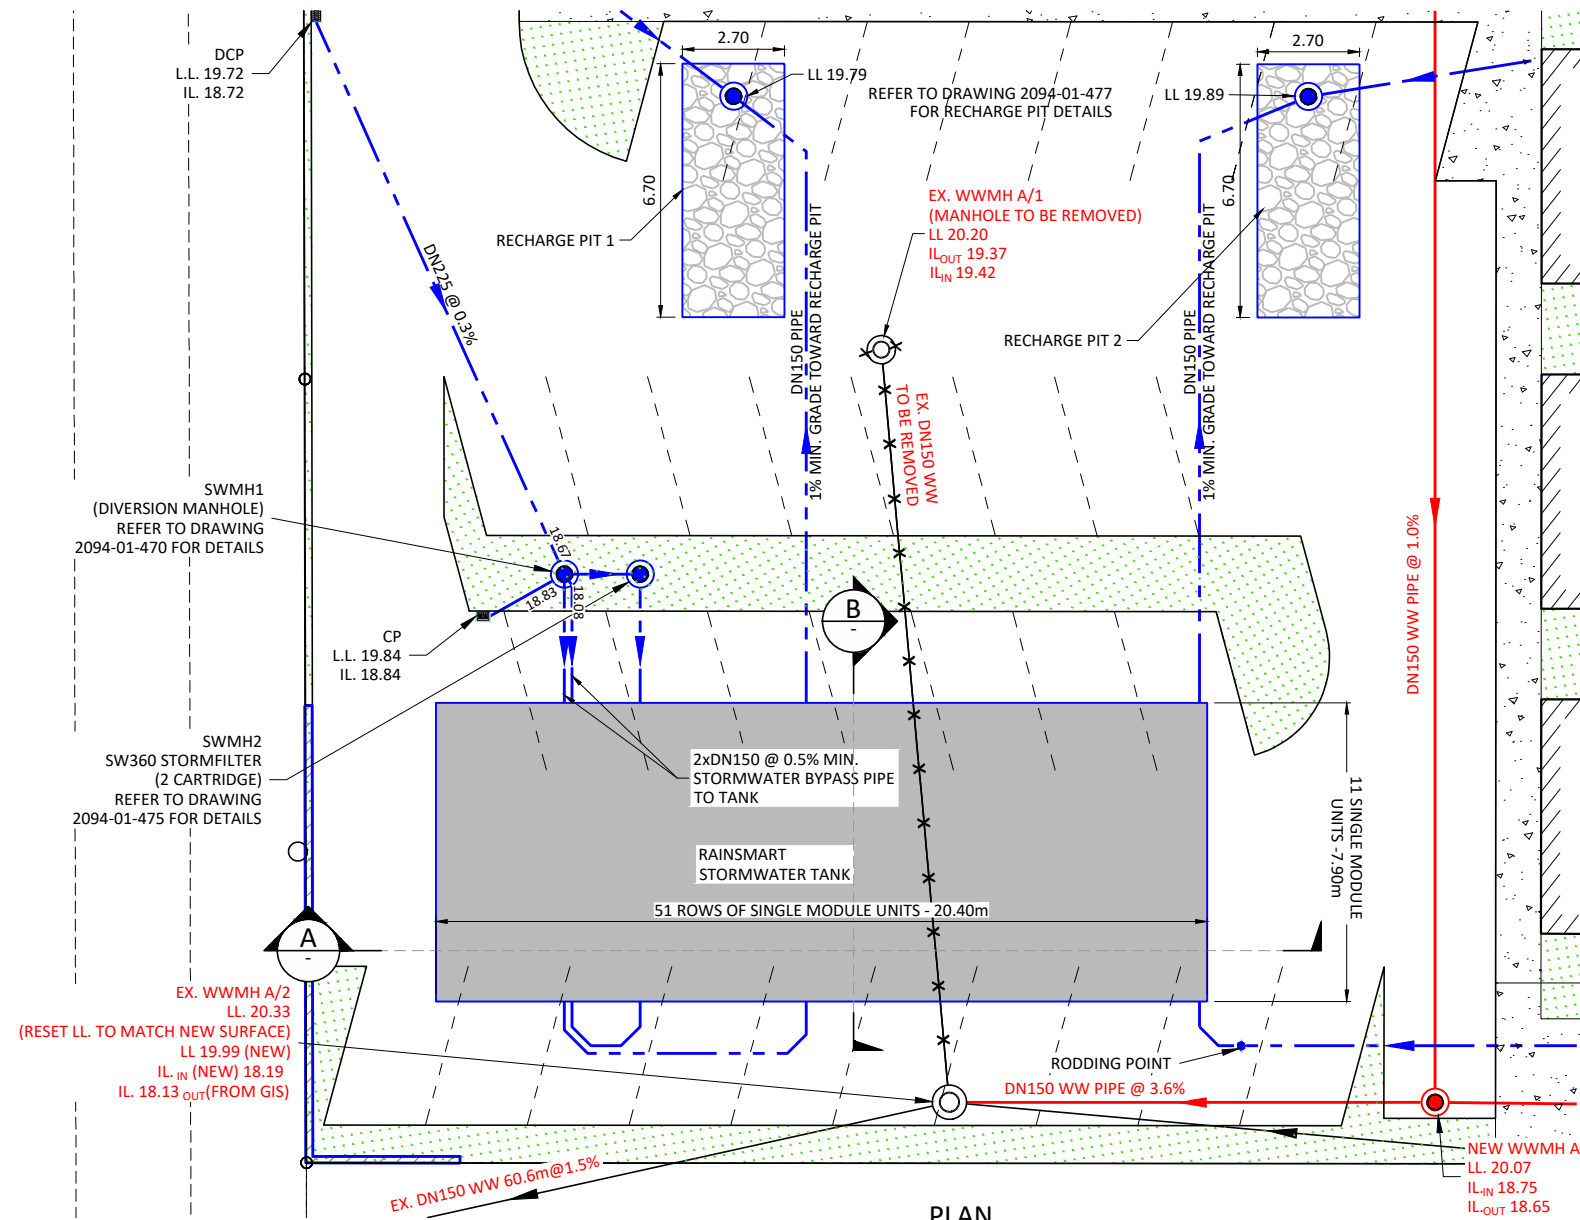 DCP
L.L. 19.72
IL. 18.72
2.70
LL 19.79
6.70
RECHARGE PIT 1
REFER TO DRAWING 2094-01-477
FOR RECHARGE PIT DETAILS
2.70
LL 19.89
6.70
RECHARGE PIT 2
EX. WWMH A/1
(MANHOLE TO BE REMOVED)
LL 20.20
ILOUT 19.37
ILIN 19.42
DN225 @ 0.3%
DN150 PIPE
1% MIN. GRADE TOWARD RECHARGE PIT
DN150 PIPE
1% MIN. GRADE TOWARD RECHARGE PIT
EX. DN150 WW
TO BE REMOVED
DN150 WW PIPE @ 1.0%
SWMH1
(DIVERSION MANHOLE)
REFER TO DRAWING
2094-01-470 FOR DETAILS
18.67
18.83
18.08
CP
L.L. 19.84
IL. 18.84
B
-
SWMH2
SW360 STORMFILTER
(2 CARTRIDGE)
REFER TO DRAWING
2094-01-475 FOR DETAILS
2xDN150 @ 0.5% MIN.
STORMWATER BYPASS PIPE
TO TANK
11 SINGLE MODULE
UNITS -7.90m
RAINSMART
STORMWATER TANK
51 ROWS OF SINGLE MODULE UNITS - 20.40m
A
-
EX. WWMH A/2
LL. 20.33
(RESET LL. TO MATCH NEW SURFACE)
LL 19.99 (NEW)
IL. IN (NEW) 18.19
IL. 18.13 OUT(FROM GIS)
RODDING POINT
DN150 WW PIPE @ 3.6%
EX. DN150 WW 60.6m@1.5%
NEW WWMH A
LL. 20.07
IL.IN 18.75
IL.OUT 18.65
PLAN